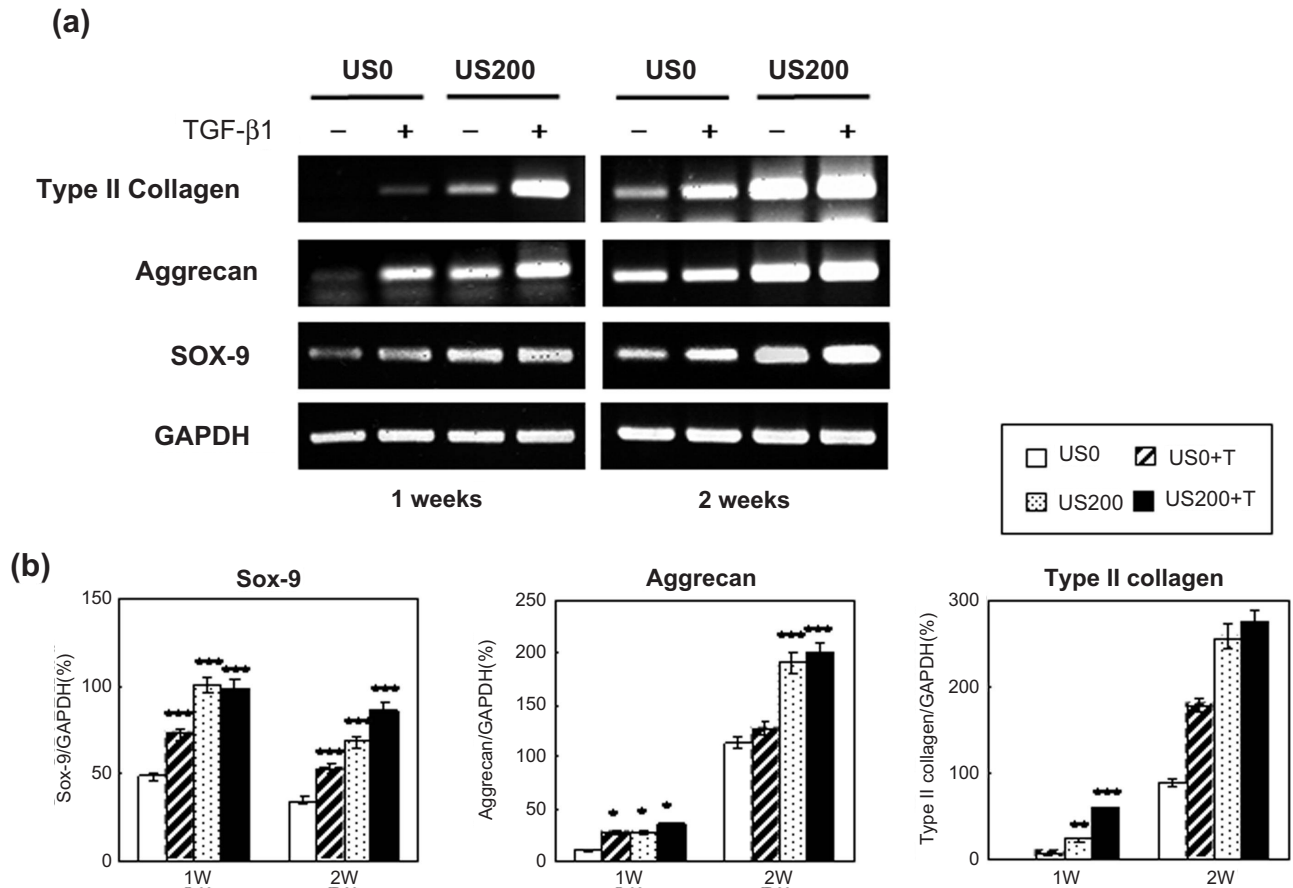 (a)
US0 US200 US0 US200
TGF-β1 – + – + – + – +
Type II Collagen
Aggrecan
SOX-9
GAPDH
1 weeks 2 weeks
US0 US0+T
US200 US200+T
(b)
Sox-9
Sox-9/GAPDH(%)
150
100
50
0
1W 2W
Aggrecan
Aggrecan/GAPDH(%)
250
200
150
100
50
0
1W 2W
Type II collagen
Type II collagen/GAPDH(%)
300
200
100
0
1W 2W